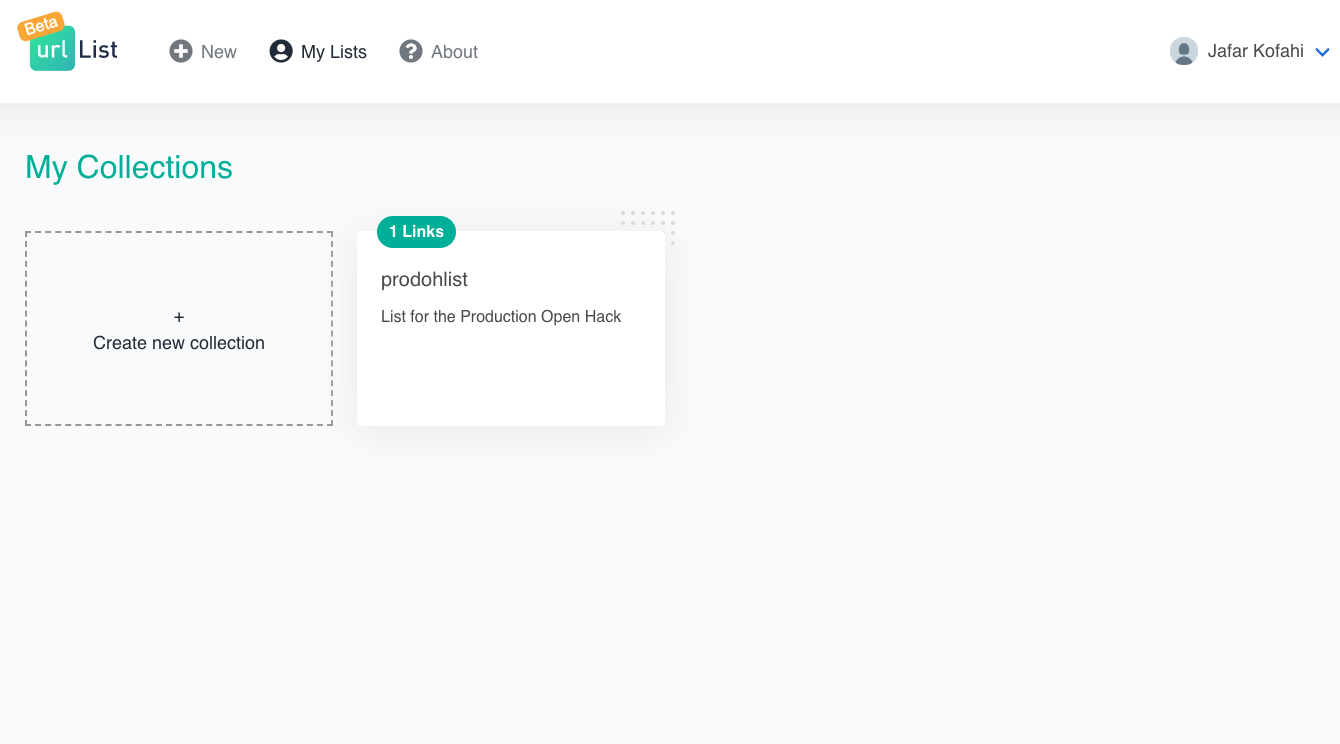 Beta
url List
New
My Lists
About
Jafar Kofahi
My Collections
+
Create new collection
1 Links
prodohlist
List for the Production Open Hack